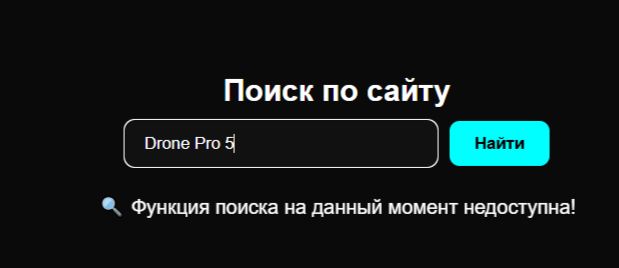 Поиск по сайту
Drone Pro 5
Найти
🔍 Функция поиска на данный момент недоступна!